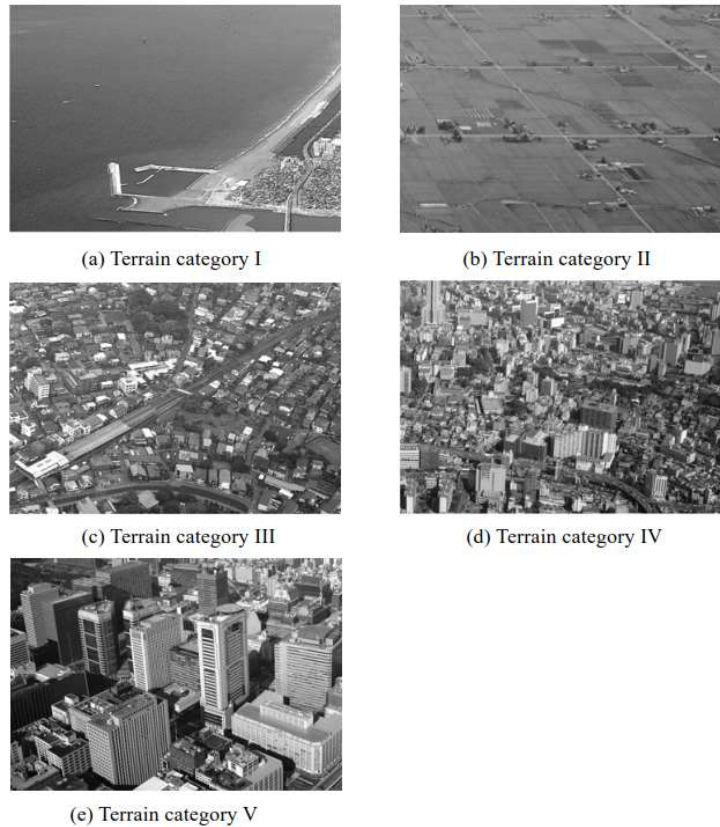 (a) Terrain category I
(b) Terrain category II
(c) Terrain category III
(d) Terrain category IV
(e) Terrain category V